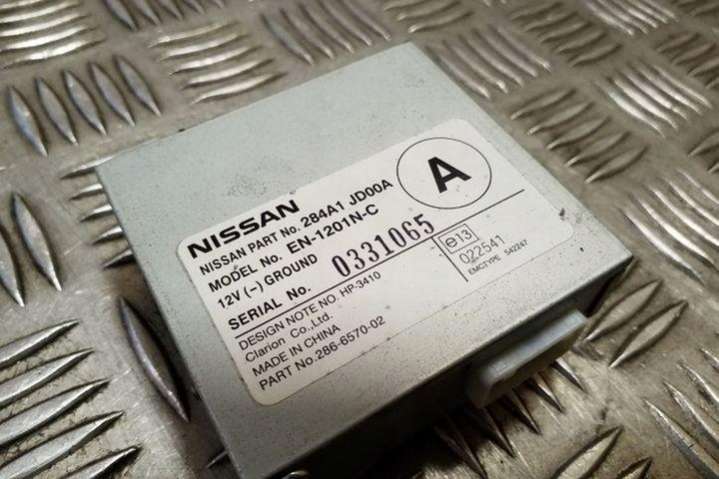 NISSAN
NISSAN PART No. 284A1 JD00A
MODEL No. EN-1201N-C
12V (-) GROUND
SERIAL No. 0331065
DESIGN NOTE NO. HP-3410
Clarion Co.,Ltd.
MADE IN CHINA
PART No.286-6570-02
A
e13
022541
EMCTYPE 542247